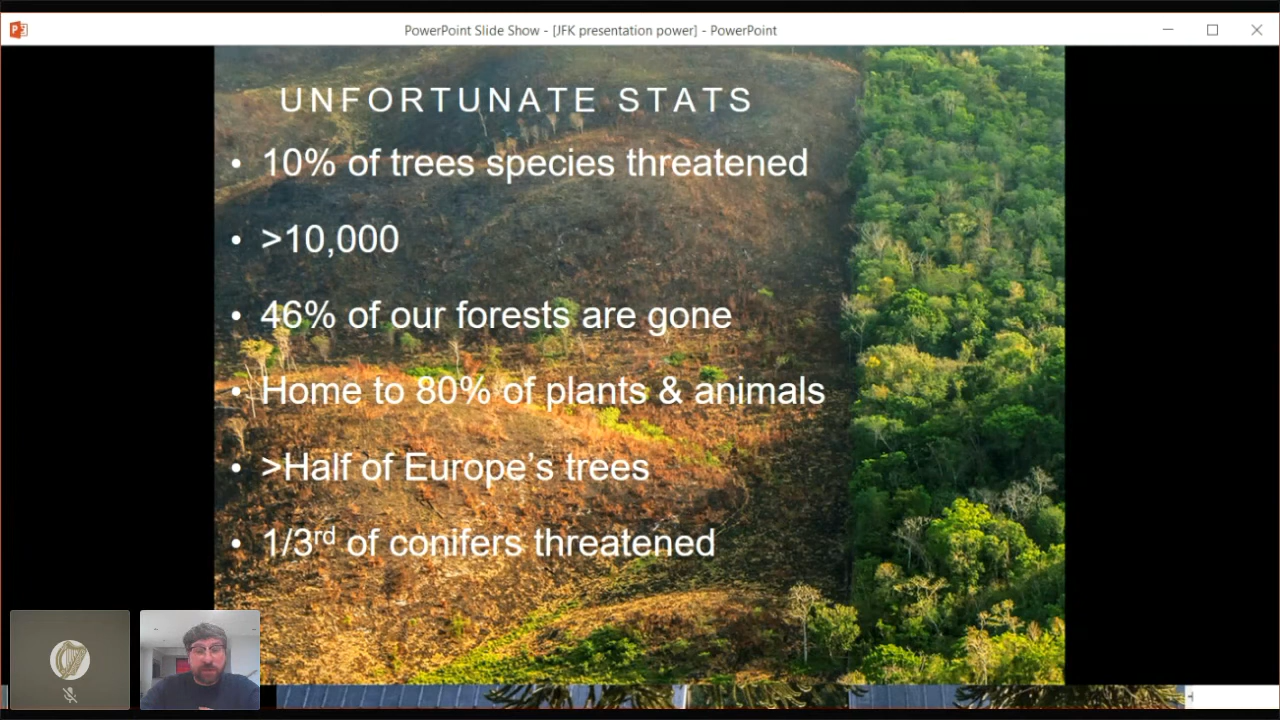 PowerPoint Slide Show - [JFK presentation power] - PowerPoint
UNFORTUNATE STATS
• 10% of trees species threatened
• >10,000
• 46% of our forests are gone
• Home to 80% of plants & animals
• >Half of Europe's trees
• 1/3rd of conifers threatened